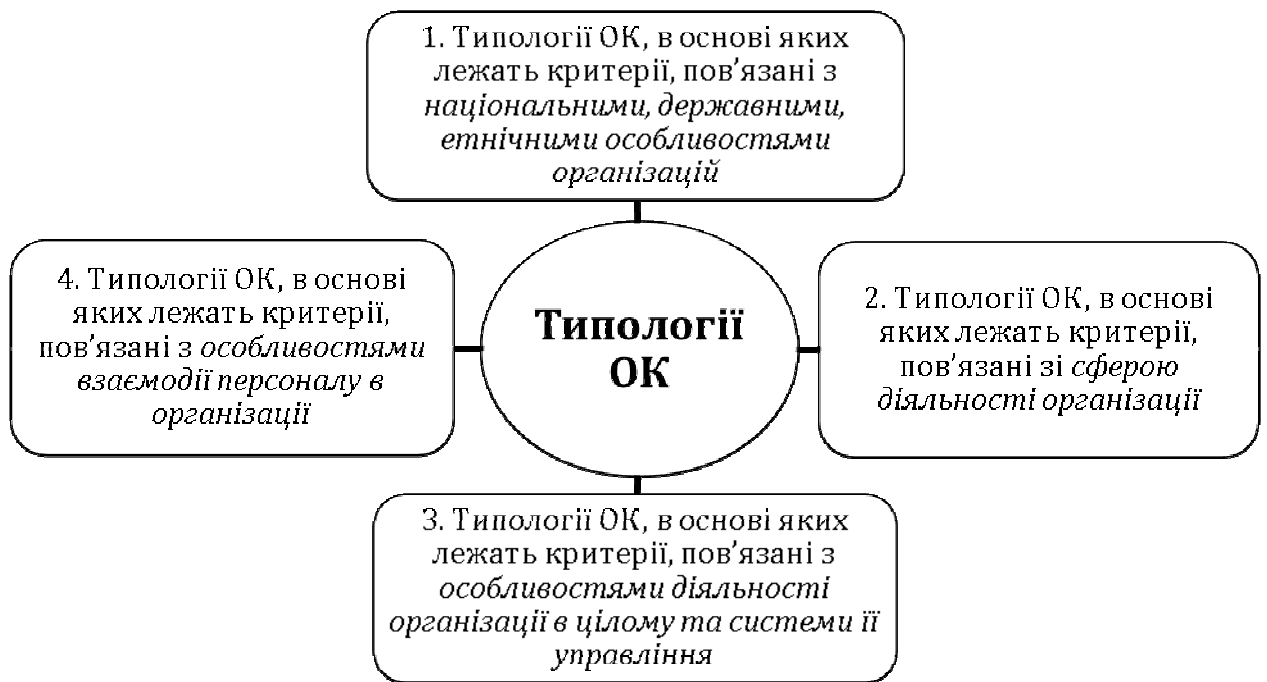 1. Типології ОК, в основі яких
лежать критерії, пов’язані з
національними, державними,
етнічними особливостями
організацій
4. Типології ОК, в основі
яких лежать критерії,
пов’язані з особливостями
взаємодії персоналу в
організації
Типології
ОК
2. Типології ОК, в основі
яких лежать критерії,
пов’язані зі сферою
діяльності організації
3. Типології ОК, в основі яких
лежать критерії, пов’язані з
особливостями діяльності
організації в цілому та системи її
управління